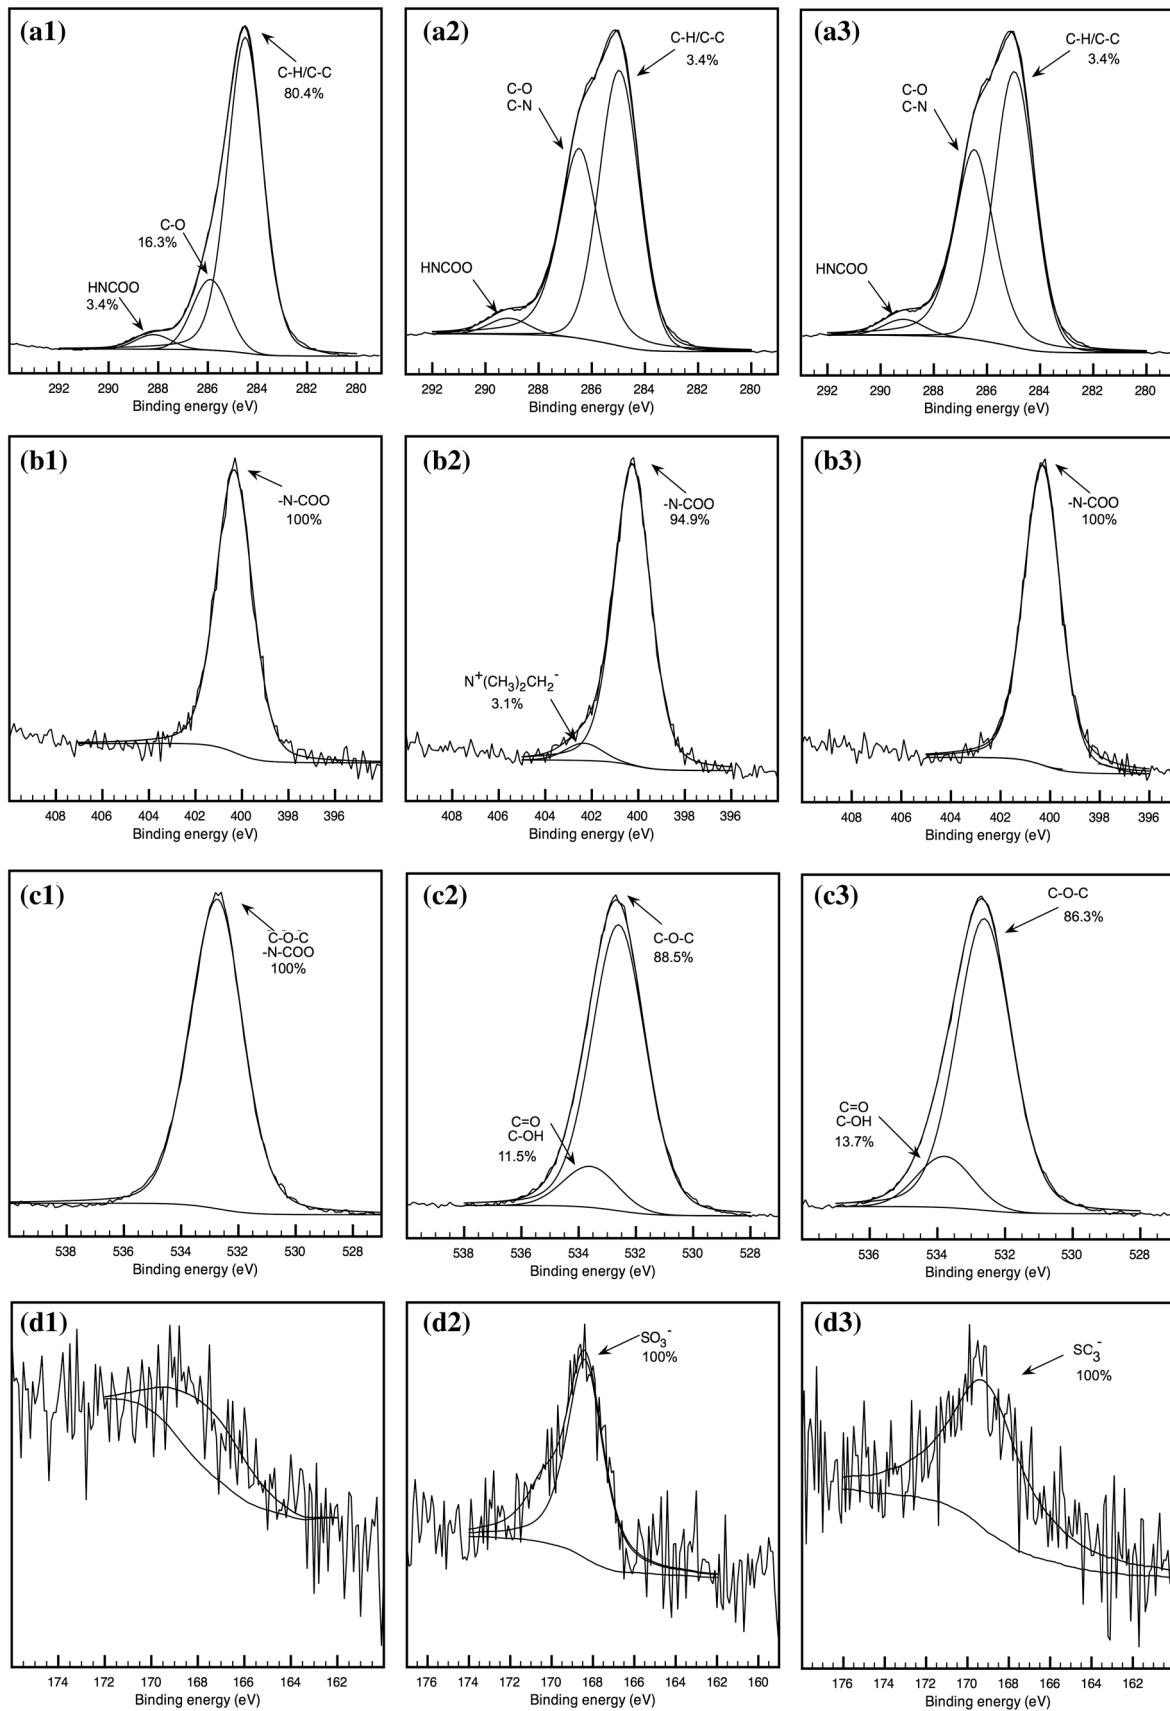 (a1)
C-H/C-C
80.4%
C-O
16.3%
HNCOO
3.4%
292 290 288 286 284 282 280
Binding energy (eV)
(a2)
C-H/C-C
3.4%
C-O
C-N
HNCOO
292 290 288 286 284 282 280
Binding energy (eV)
(a3)
C-H/C-C
3.4%
C-O
C-N
HNCOO
292 290 288 286 284 282 280
Binding energy (eV)
(b1)
-N-COO
100%
408 406 404 402 400 398 396
Binding energy (eV)
(b2)
-N-COO
94.9%
N⁺(CH₃)₂CH₂⁻
3.1%
408 406 404 402 400 398 396
Binding energy (eV)
(b3)
-N-COO
100%
408 406 404 402 400 398 396
Binding energy (eV)
(c1)
C-O-C
-N-COO
100%
538 536 534 532 530 528
Binding energy (eV)
(c2)
C-O-C
88.5%
C=O
C-OH
11.5%
538 536 534 532 530 528
Binding energy (eV)
(c3)
C-O-C
86.3%
C=O
C-OH
13.7%
536 534 532 530 528
Binding energy (eV)
(d1)
174 172 170 168 166 164 162
Binding energy (eV)
(d2)
SO₃⁻
100%
176 174 172 170 168 166 164 162 160
Binding energy (eV)
(d3)
SC₃⁻
100%
176 174 172 170 168 166 164 162
Binding energy (eV)